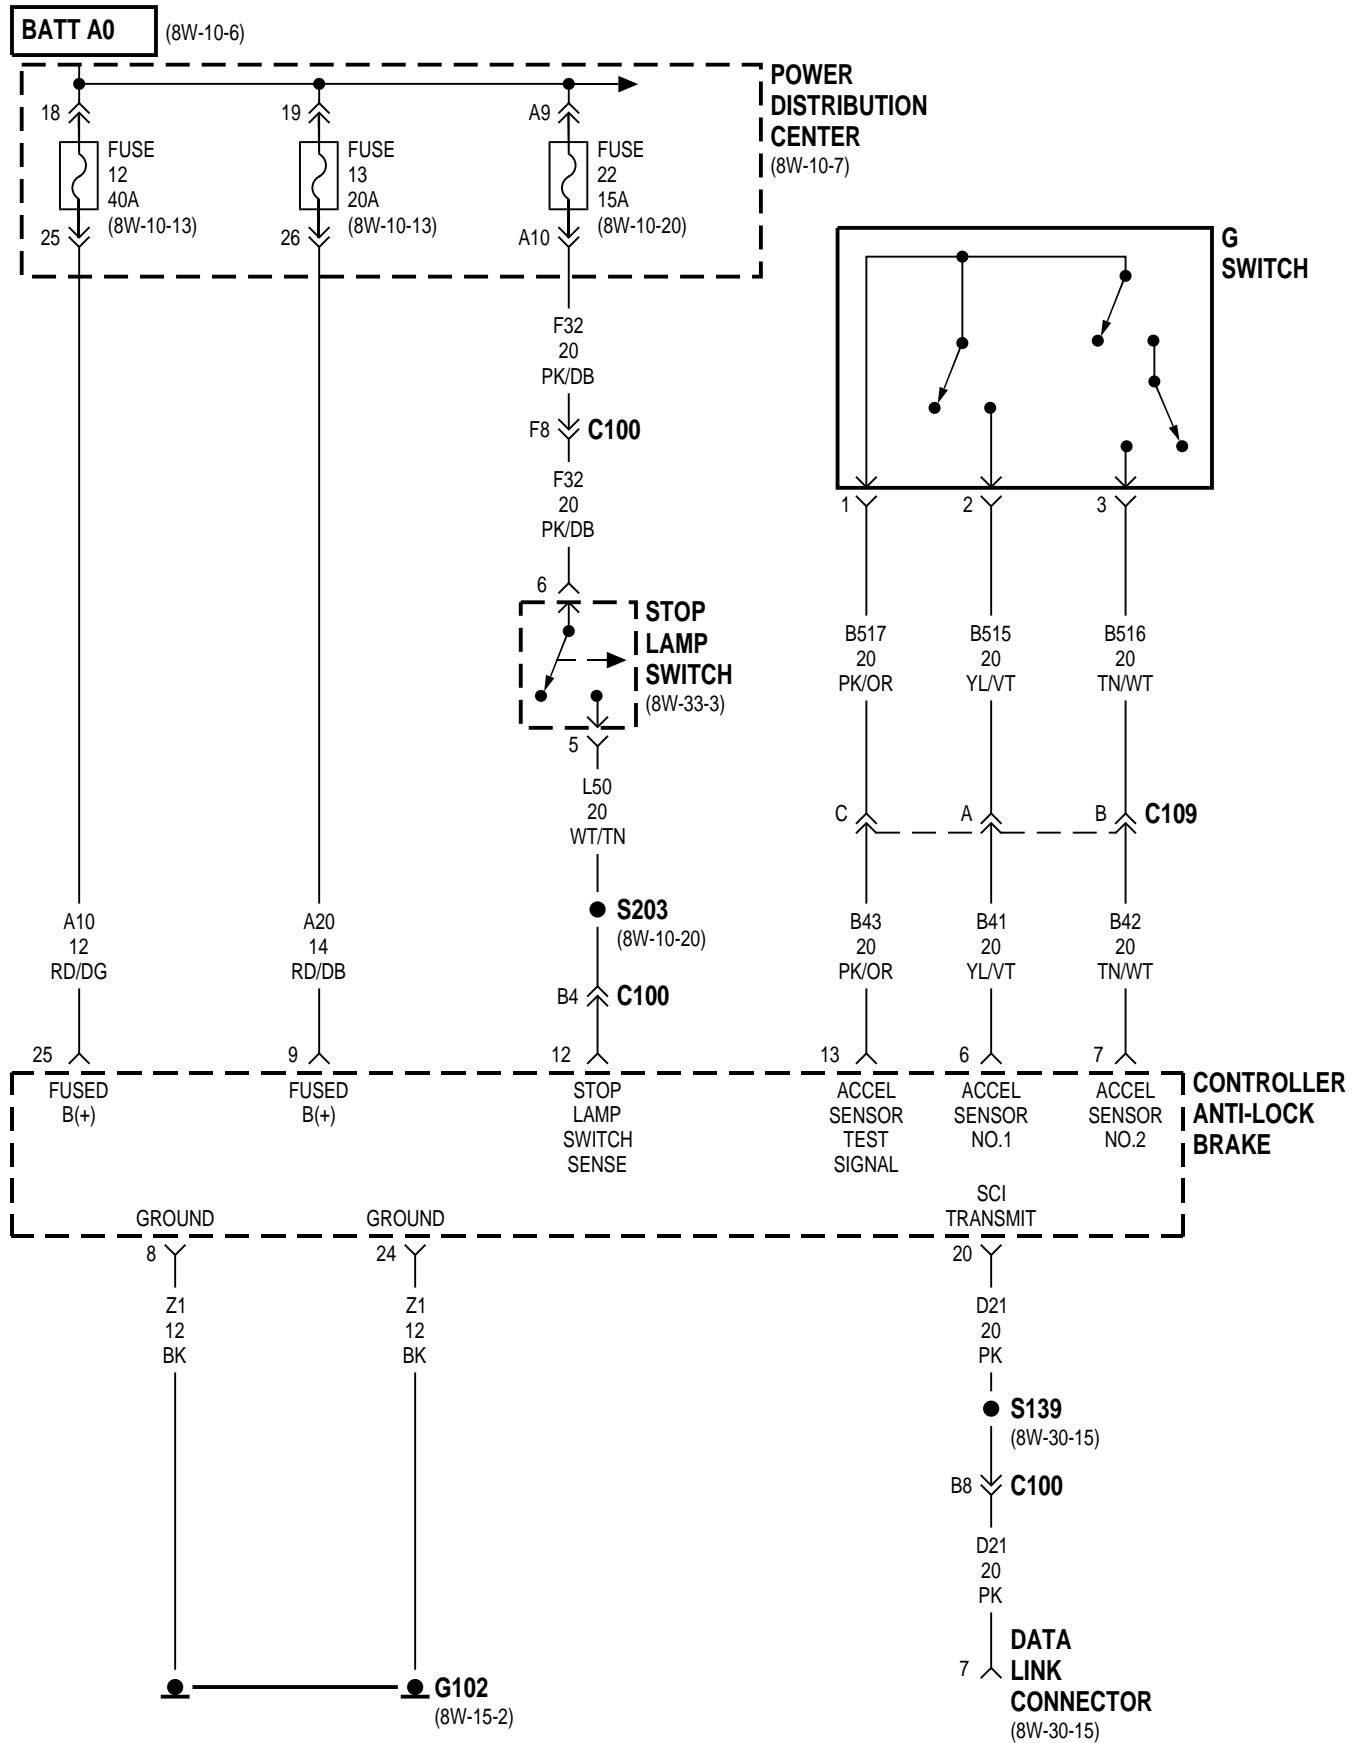 BATT A0 (8W-10-6)
POWER
DISTRIBUTION
CENTER
(8W-10-7)
18
FUSE
12
40A
(8W-10-13)
25
19
FUSE
13
20A
(8W-10-13)
26
A9
FUSE
22
15A
(8W-10-20)
A10
G
SWITCH
F32
20
PK/DB
F8 C100
F32
20
PK/DB
6
STOP
LAMP
SWITCH
(8W-33-3)
5
L50
20
WT/TN
S203
(8W-10-20)
B4 C100
1 2 3
B517
20
PK/OR
B515
20
YL/VT
B516
20
TN/WT
C A B C109
A10
12
RD/DG
A20
14
RD/DB
B43
20
PK/OR
B41
20
YL/VT
B42
20
TN/WT
25 9 12 13 6 7
FUSED
B(+)
FUSED
B(+)
STOP
LAMP
SWITCH
SENSE
ACCEL
SENSOR
TEST
SIGNAL
ACCEL
SENSOR
NO.1
ACCEL
SENSOR
NO.2
CONTROLLER
ANTI-LOCK
BRAKE
GROUND
GROUND
SCI
TRANSMIT
8 24 20
Z1
12
BK
Z1
12
BK
D21
20
PK
S139
(8W-30-15)
B8 C100
D21
20
PK
7
DATA
LINK
CONNECTOR
(8W-30-15)
G102
(8W-15-2)